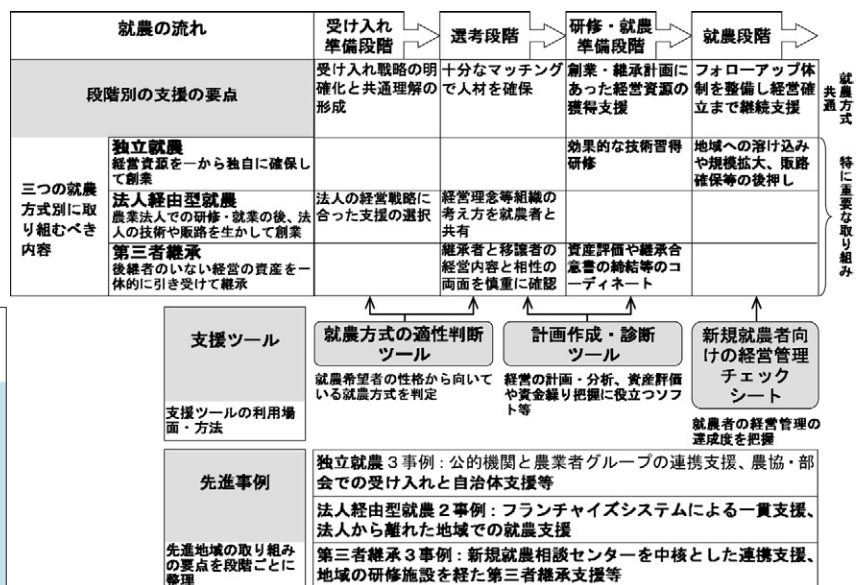 就農の流れ
受け入れ
準備段階
選考段階
研修・就農
準備段階
就農段階
段階別の支援の要点
受け入れ戦略の明
確化と共通理解の
形成
十分なマッチング
で人材を確保
創業・継承計画に
あった経営資源の
獲得支援
フォローアップ体
制を整備し経営確
立まで継続支援
就農方式
共通
三つの就農
方式別に取
り組むべき
内容
独立就農
経営資源を一から独自に確保し
て創業
効果的な技術習得
研修
地域への溶け込み
や規模拡大、販路
確保等の後押し
法人経由型就農
農業法人での研修・就業の後、法
人の技術や販路を生かして創業
法人の経営戦略に
合った支援の選択
経営理念等組織の
考え方を就農者と
共有
第三者継承
後継者のいない経営の資産を一
体的に引き受けて継承
継承者と移譲者の
経営内容と相性の
両面を慎重に確認
資産評価や継承合
意書の締結等のコ
ーディネート
特に重要な取り組み
支援ツール
支援ツールの利用場
面・方法
就農方式の適性判断
ツール
就農希望者の性格から向いて
いる就農方式を判定
計画作成・診断
ツール
経営の計画・分析、資産評価
や資金繰り把握に役立つソフ
ト等
新規就農者向
けの経営管理
チェック
シート
就農者の経営管理の
達成度を把握
先進事例
先進地域の取り組み
の要点を段階ごとに
整理
独立就農３事例：公的機関と農業者グループの連携支援、農協・部
会での受け入れと自治体支援等
法人経由型就農２事例：フランチャイズシステムによる一貫支援、
法人から離れた地域での就農支援
第三者継承３事例：新規就農相談センターを中核とした連携支援、
地域の研修施設を経た第三者継承支援等